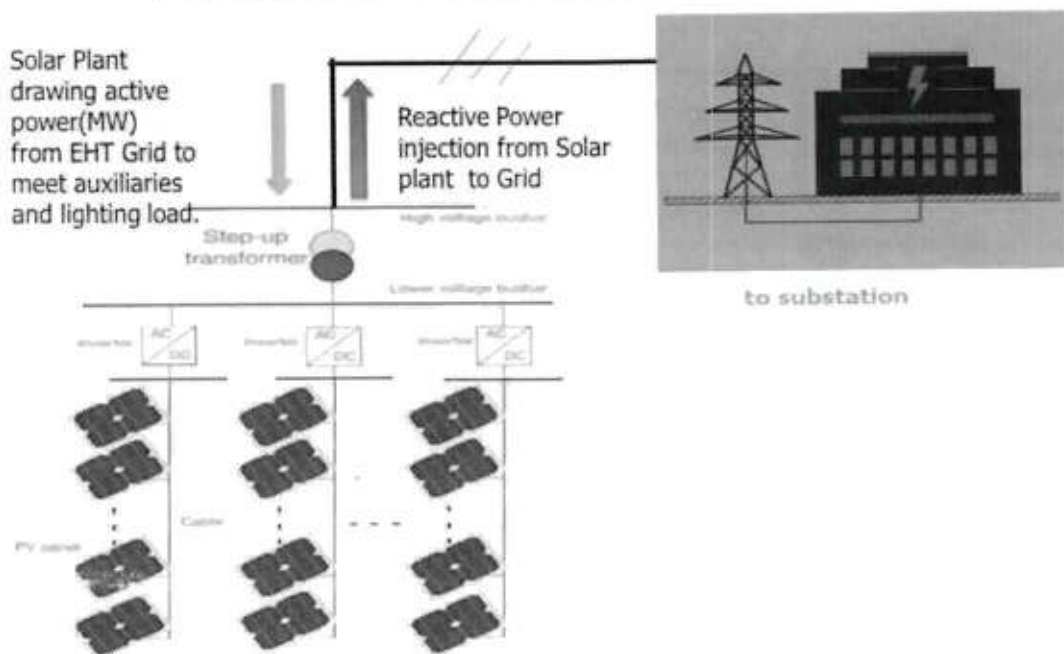 Solar Plant
drawing active
power(MW)
from EHT Grid to
meet auxiliaries
and lighting load.
Reactive Power
injection from Solar
plant to Grid
High voltage busbar
Step-up
transformer
Lower voltage busbar
to substation
AC
DC
AC
DC
AC
DC
Cable
PV panel